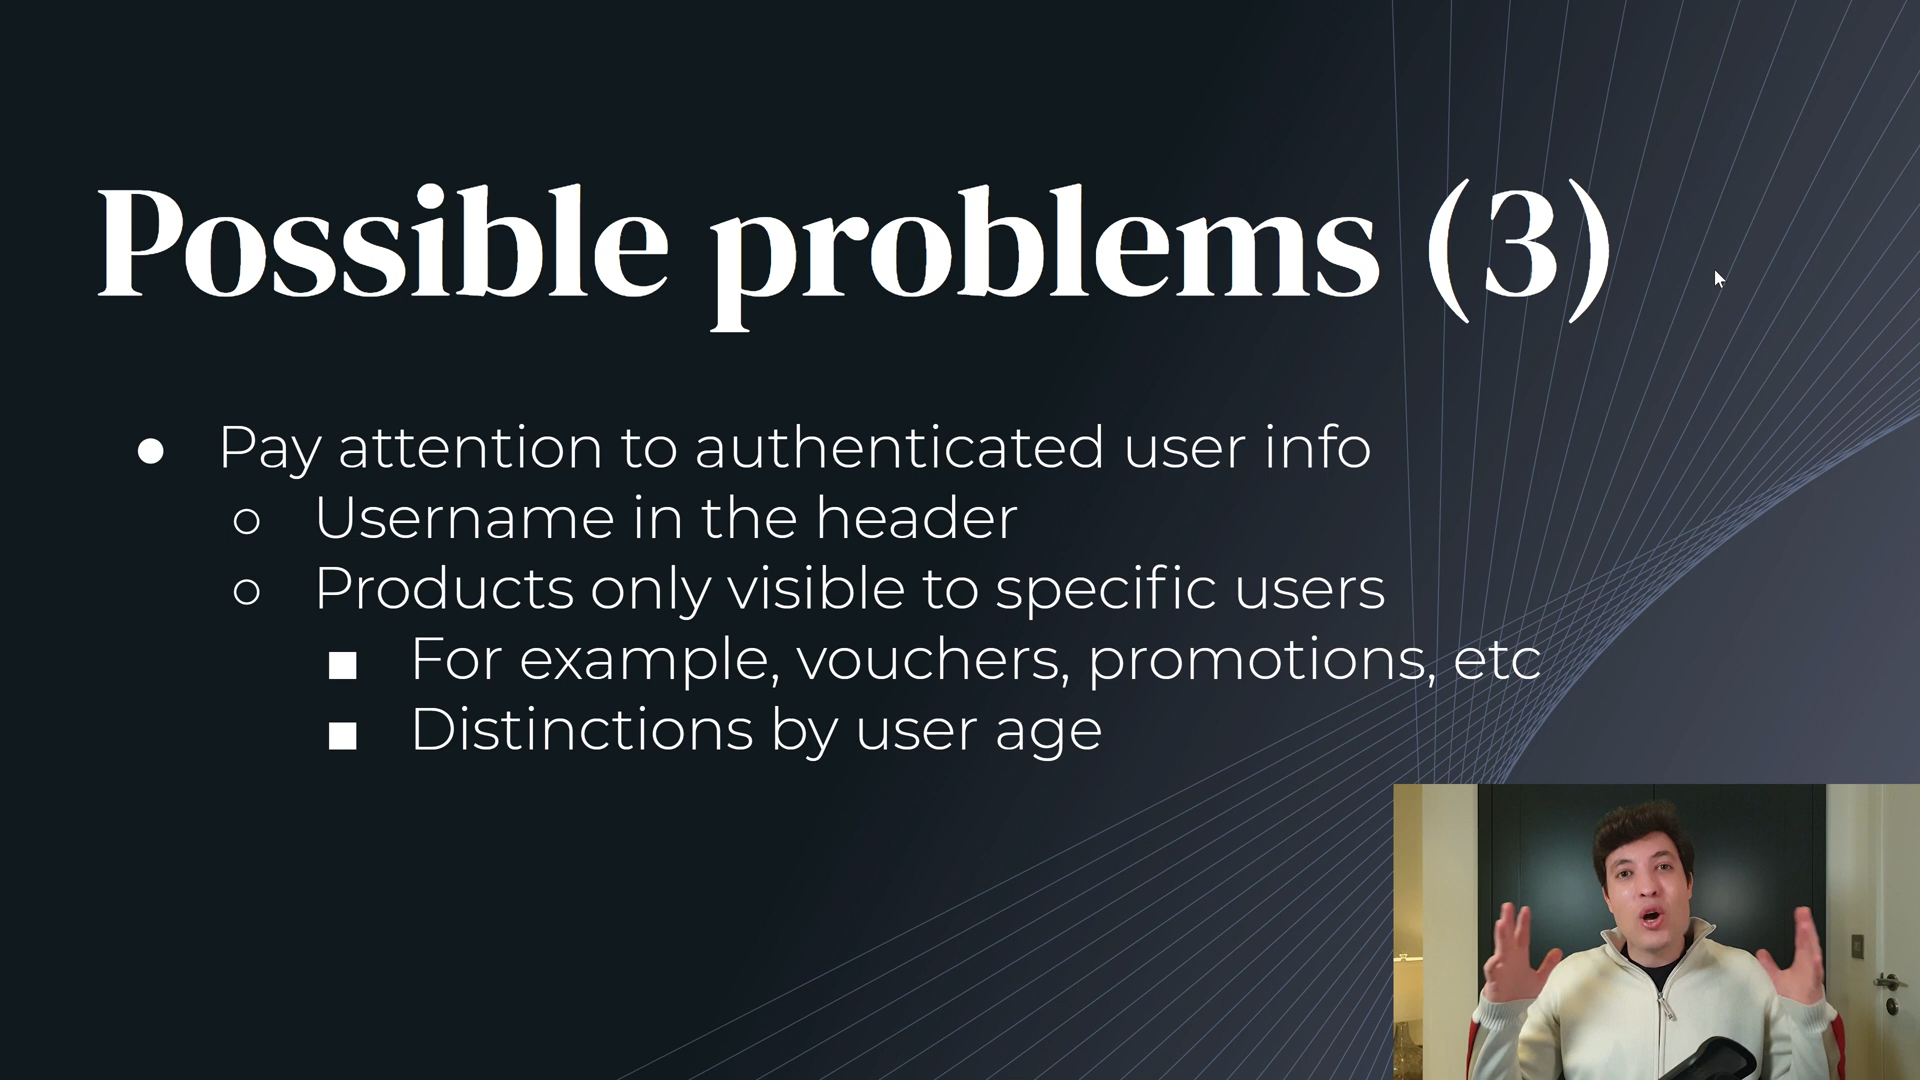 Possible problems (3)
Pay attention to authenticated user info
Username in the header
Products only visible to specific users
For example, vouchers, promotions, etc
Distinctions by user age